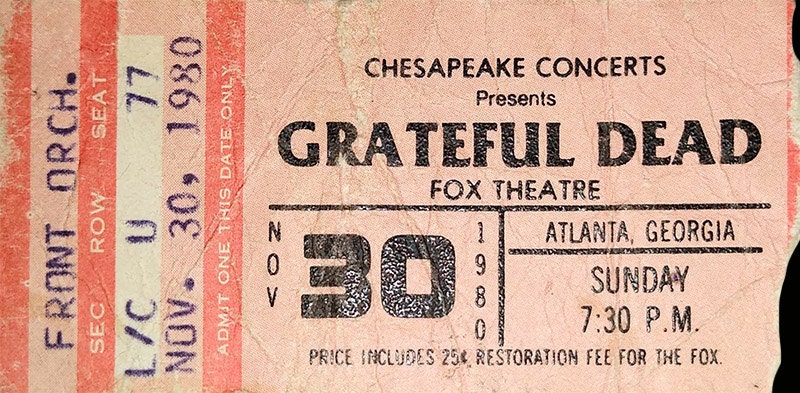 FRONT ORCH.
SEC ROW SEAT
L/C U 77
NOV. 30, 1980
ADMIT ONE THIS DATE ONLY
CHESAPEAKE CONCERTS
Presents
GRATEFUL DEAD
FOX THEATRE
NOV
30
1980
ATLANTA, GEORGIA
SUNDAY
7:30 P.M.
PRICE INCLUDES 25¢ RESTORATION FEE FOR THE FOX.